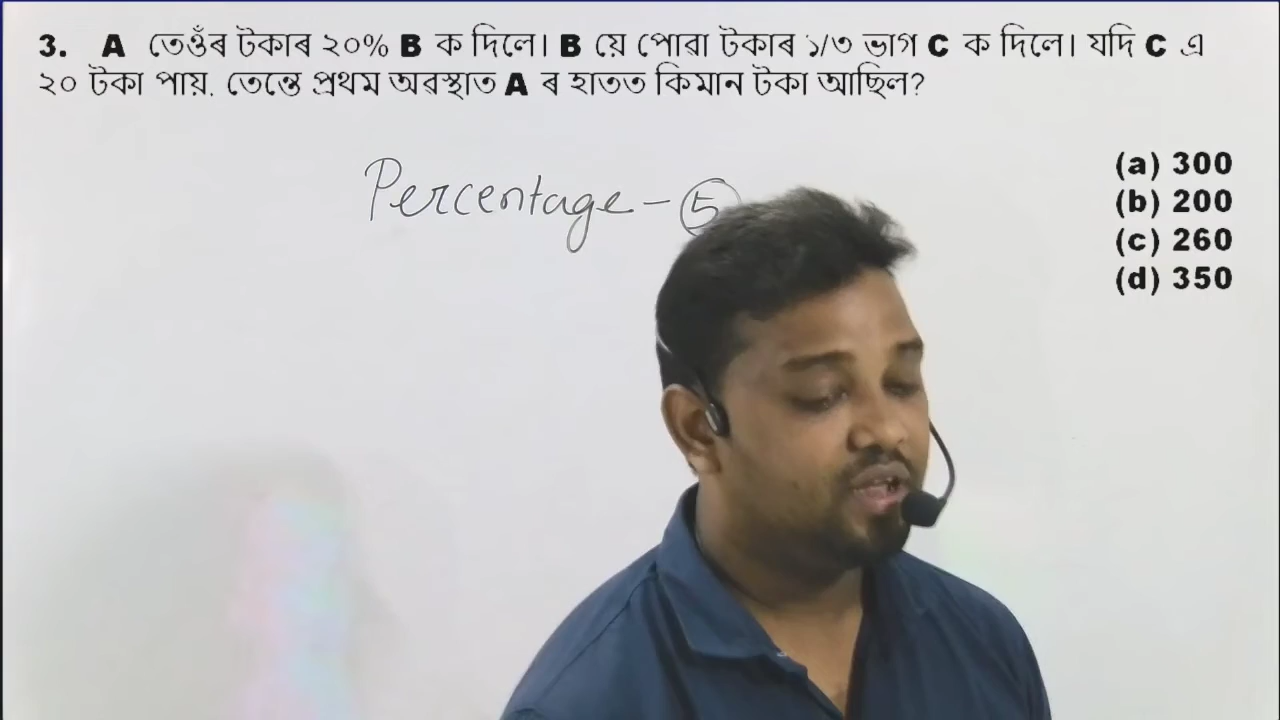 3. A তেওঁৰ টকাৰ ২০% B ক দিলে। B য়ে পোৱা টকাৰ ১/৩ ভাগ C ক দিলে। যদি C এ
২০ টকা পায়. তেন্তে প্ৰথম অৱস্থাত A ৰ হাতত কিমান টকা আছিল?
Percentage - 5
(a) 300
(b) 200
(c) 260
(d) 350